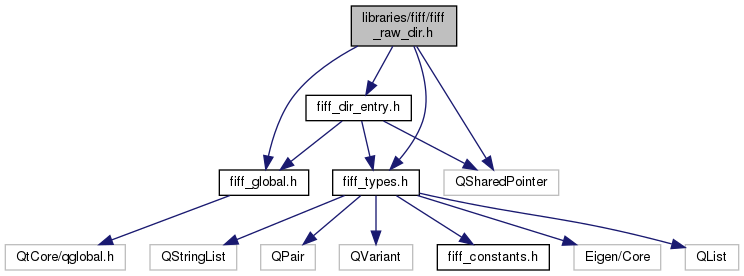 libraries/fiff/fiff
_raw_dir.h
fiff_dir_entry.h
fiff_global.h
fiff_types.h
QSharedPointer
QtCore/qglobal.h
QStringList
QPair
QVariant
fiff_constants.h
Eigen/Core
QList